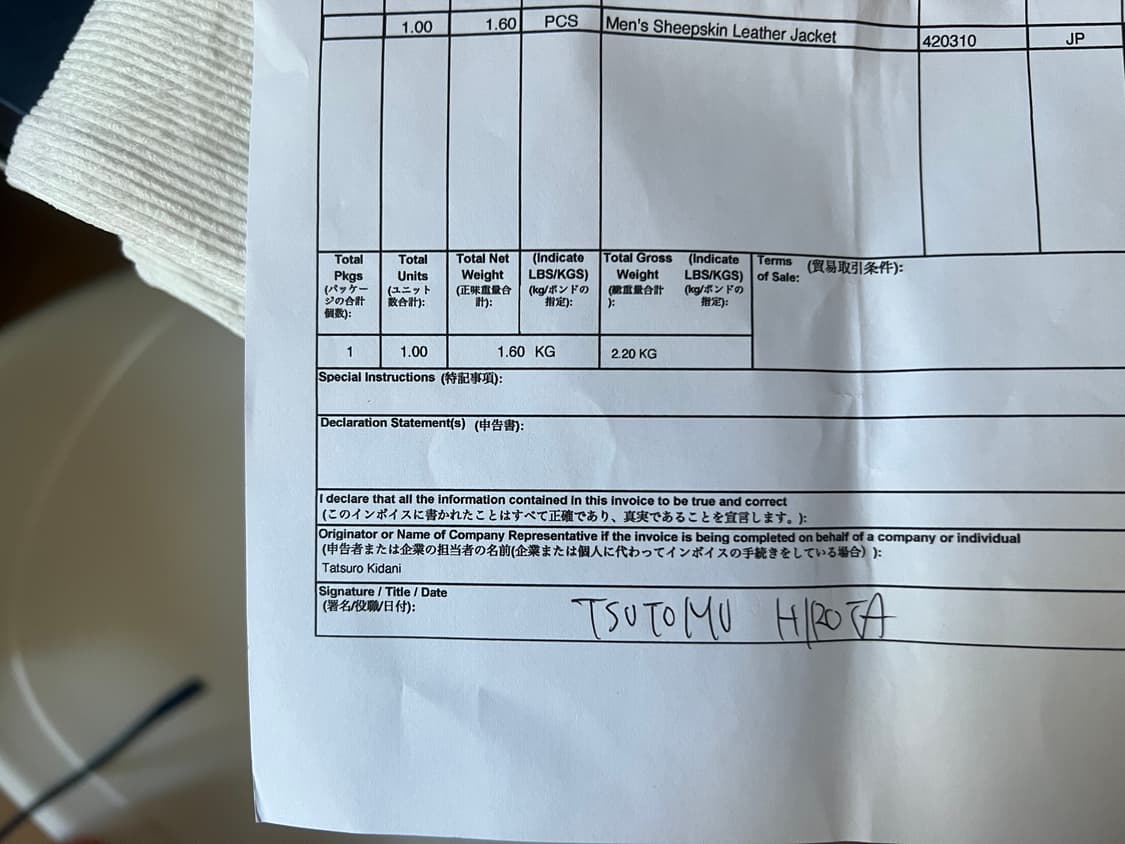 1.00 1.60 PCS Men's Sheepskin Leather Jacket 420310 JP
Total Pkgs (パッケージの合計個数):
Total Units (ユニット数合計):
Total Net Weight (正味重量合計):
(Indicate LBS/KGS) (kg/ポンドの指定):
Total Gross Weight (総重量合計):
(Indicate LBS/KGS) (kg/ポンドの指定):
Terms of Sale: (貿易取引条件):
1 1.00 1.60 KG 2.20 KG
Special Instructions (特記事項):
Declaration Statement(s) (申告書):
I declare that all the information contained in this invoice to be true and correct
(このインボイスに書かれたことはすべて正確であり、真実であることを宣言します。):
Originator or Name of Company Representative if the invoice is being completed on behalf of a company or individual
(申告者または企業の担当者の名前(企業または個人に代わってインボイスの手続きをしている場合) ):
Tatsuro Kidani
Signature / Title / Date
(署名/役職/日付):
TSUTOMU HIROTA